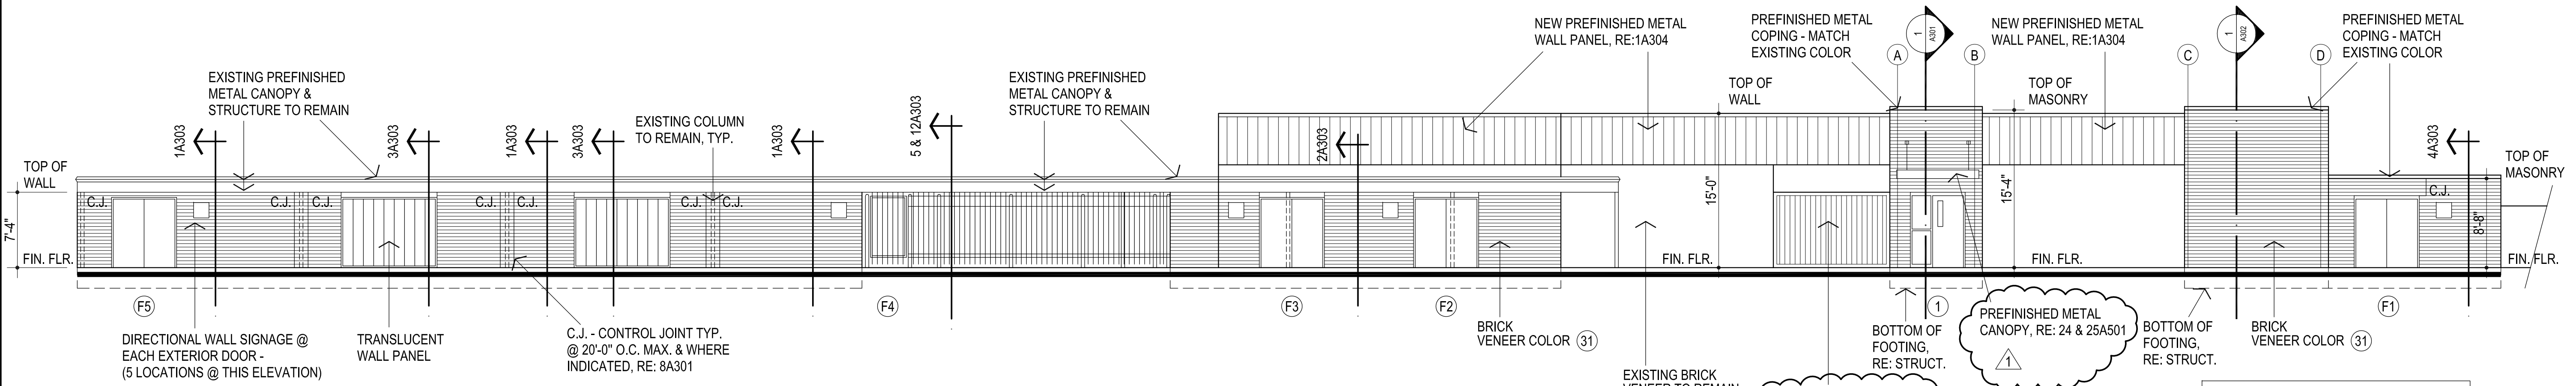 NEW PREFINISHED METAL
WALL PANEL, RE:1A304
PREFINISHED METAL
COPING - MATCH
EXISTING COLOR
1
A301
NEW PREFINISHED METAL
WALL PANEL, RE:1A304
1
A302
PREFINISHED METAL
COPING - MATCH
EXISTING COLOR
A
B
C
D
EXISTING PREFINISHED
METAL CANOPY &
STRUCTURE TO REMAIN
EXISTING PREFINISHED
METAL CANOPY &
STRUCTURE TO REMAIN
TOP OF
WALL
TOP OF
MASONRY
EXISTING COLUMN
TO REMAIN, TYP.
1A303
3A303
1A303
3A303
1A303
5 & 12A303
2A303
4A303
TOP OF
WALL
TOP OF
MASONRY
C.J.
C.J.
C.J.
C.J.
C.J.
C.J.
C.J.
C.J.
7'-4"
15'-0"
15'-4"
8'-8"
FIN. FLR.
FIN. FLR.
FIN. FLR.
FIN. FLR.
F5
F4
F3
F2
1
F1
DIRECTIONAL WALL SIGNAGE @
EACH EXTERIOR DOOR -
(5 LOCATIONS @ THIS ELEVATION)
TRANSLUCENT
WALL PANEL
C.J. - CONTROL JOINT TYP.
@ 20'-0" O.C. MAX. & WHERE
INDICATED, RE: 8A301
BRICK
VENEER COLOR 31
BOTTOM OF
FOOTING,
RE: STRUCT.
PREFINISHED METAL
CANOPY, RE: 24 & 25A501
1
BOTTOM OF
FOOTING,
RE: STRUCT.
BRICK
VENEER COLOR 31
EXISTING BRICK
VENEER TO REMAIN